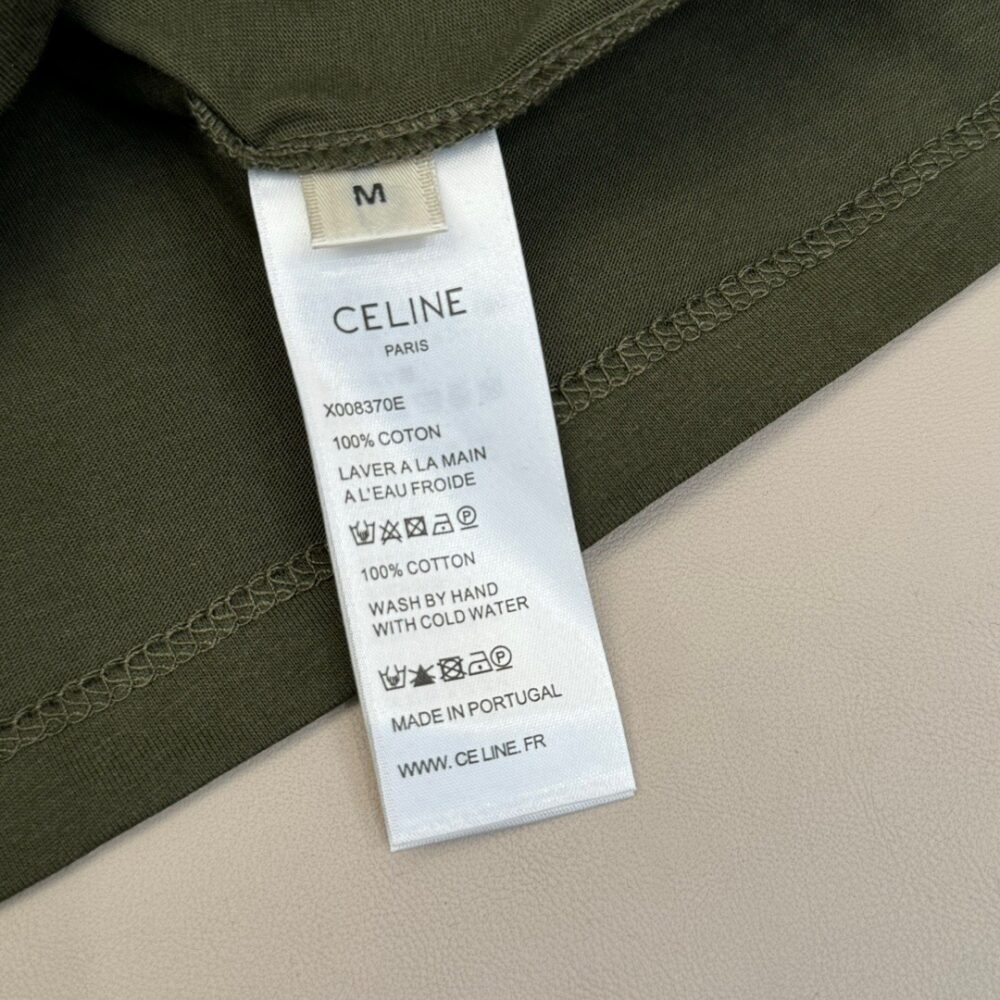 M
CELINE
PARIS
X008370E
100% COTON
LAVER A LA MAIN
A L'EAU FROIDE
P
100% COTTON
WASH BY HAND
WITH COLD WATER
P
MADE IN PORTUGAL
WWW. CE LINE. FR